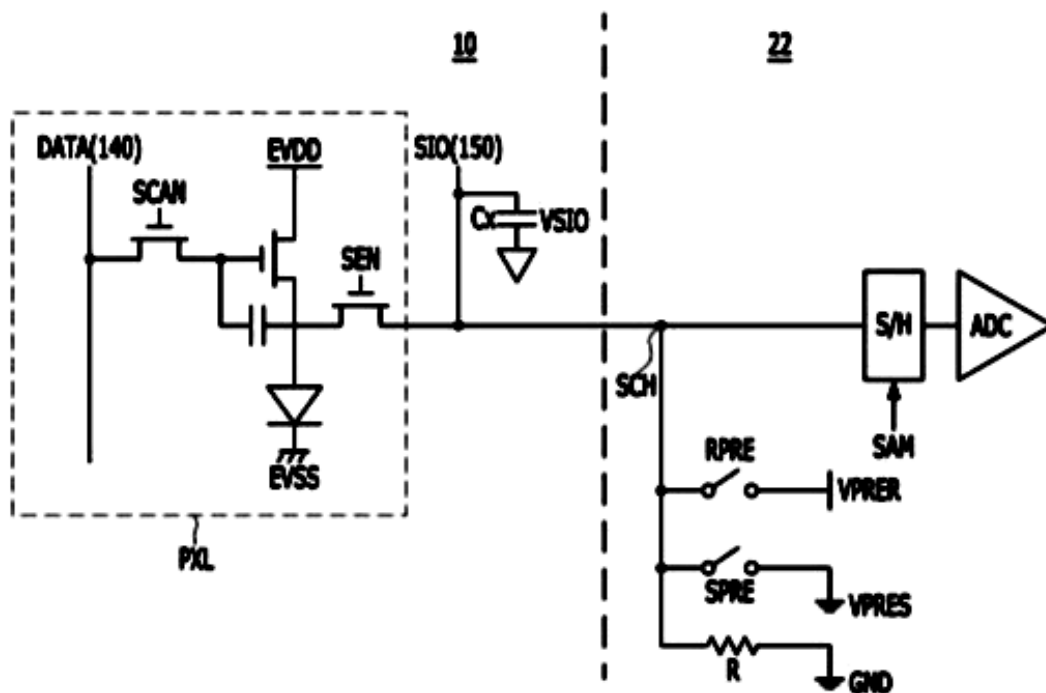 10
22
DATA(140)
EVDD
SIO(150)
SCAN
Cx
VSIO
SEN
S/H
ADC
SCH
EVSS
SAM
RPRE
VPRER
PXL
SPRE
VPRES
R
GND